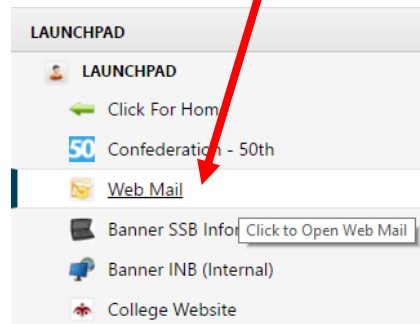 LAUNCHPAD
LAUNCHPAD
Click For Home
50 Confederation - 50th
Web Mail
Banner SSB Infor
Click to Open Web Mail
Banner INB (Internal)
College Website